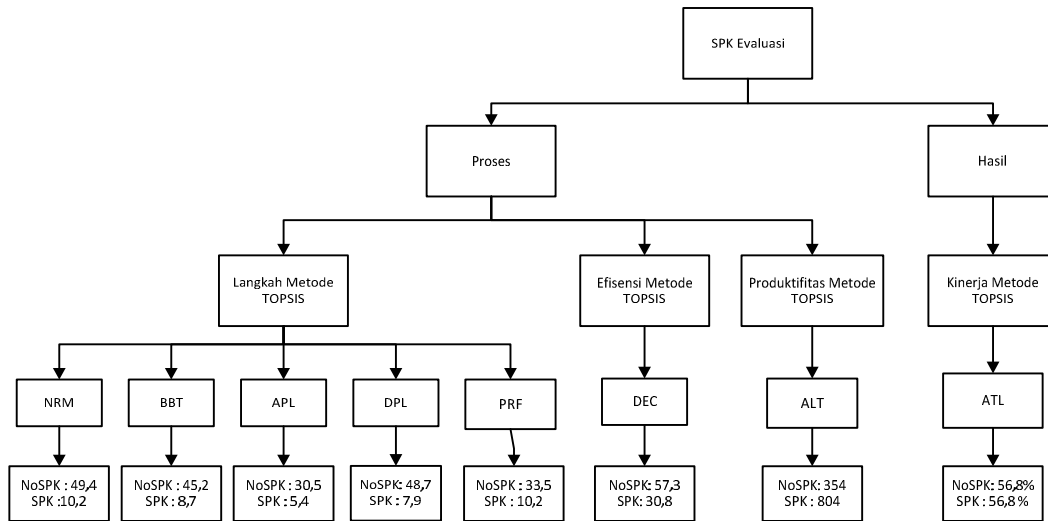 SPK Evaluasi
Proses
Hasil
Langkah Metode
TOPSIS
Efisensi Metode
TOPSIS
Produktifitas Metode
TOPSIS
Kinerja Metode
TOPSIS
NRM
BBT
APL
DPL
PRF
DEC
ALT
ATL
NoSPK : 49,4
SPK :10,2
NoSPK : 45,2
SPK : 8,7
NoSPK : 30,5
SPK : 5,4
NoSPK: 48,7
SPK : 7,9
NoSPK : 33,5
SPK : 10,2
NoSPK: 57,3
SPK: 30,8
NoSPK: 354
SPK : 804
NoSPK: 56,8%
SPK : 56,8 %